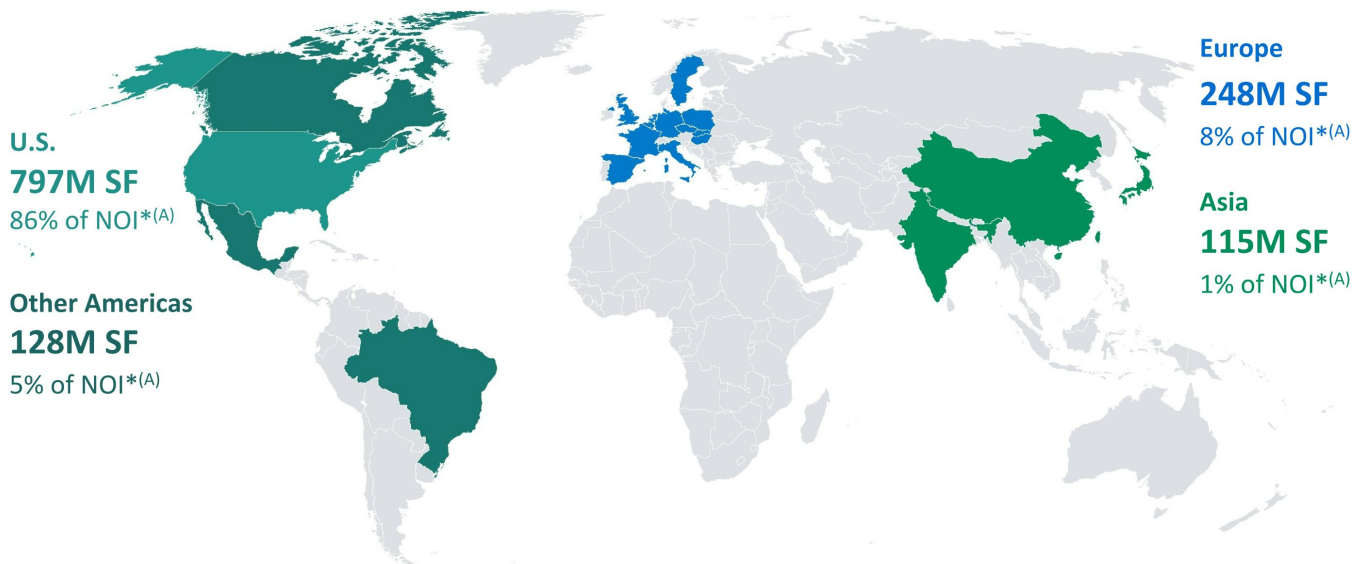 U.S.
797M SF
86% of NOI*(A)
Other Americas
128M SF
5% of NOI*(A)
Europe
248M SF
8% of NOI*(A)
Asia
115M SF
1% of NOI*(A)